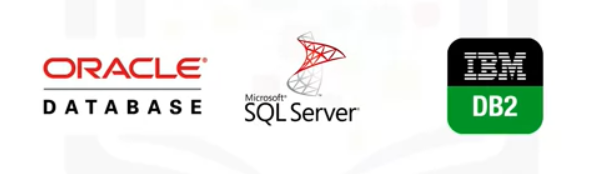 ORACLE®
DATABASE
Microsoft®
SQL Server®
IBM
DB2